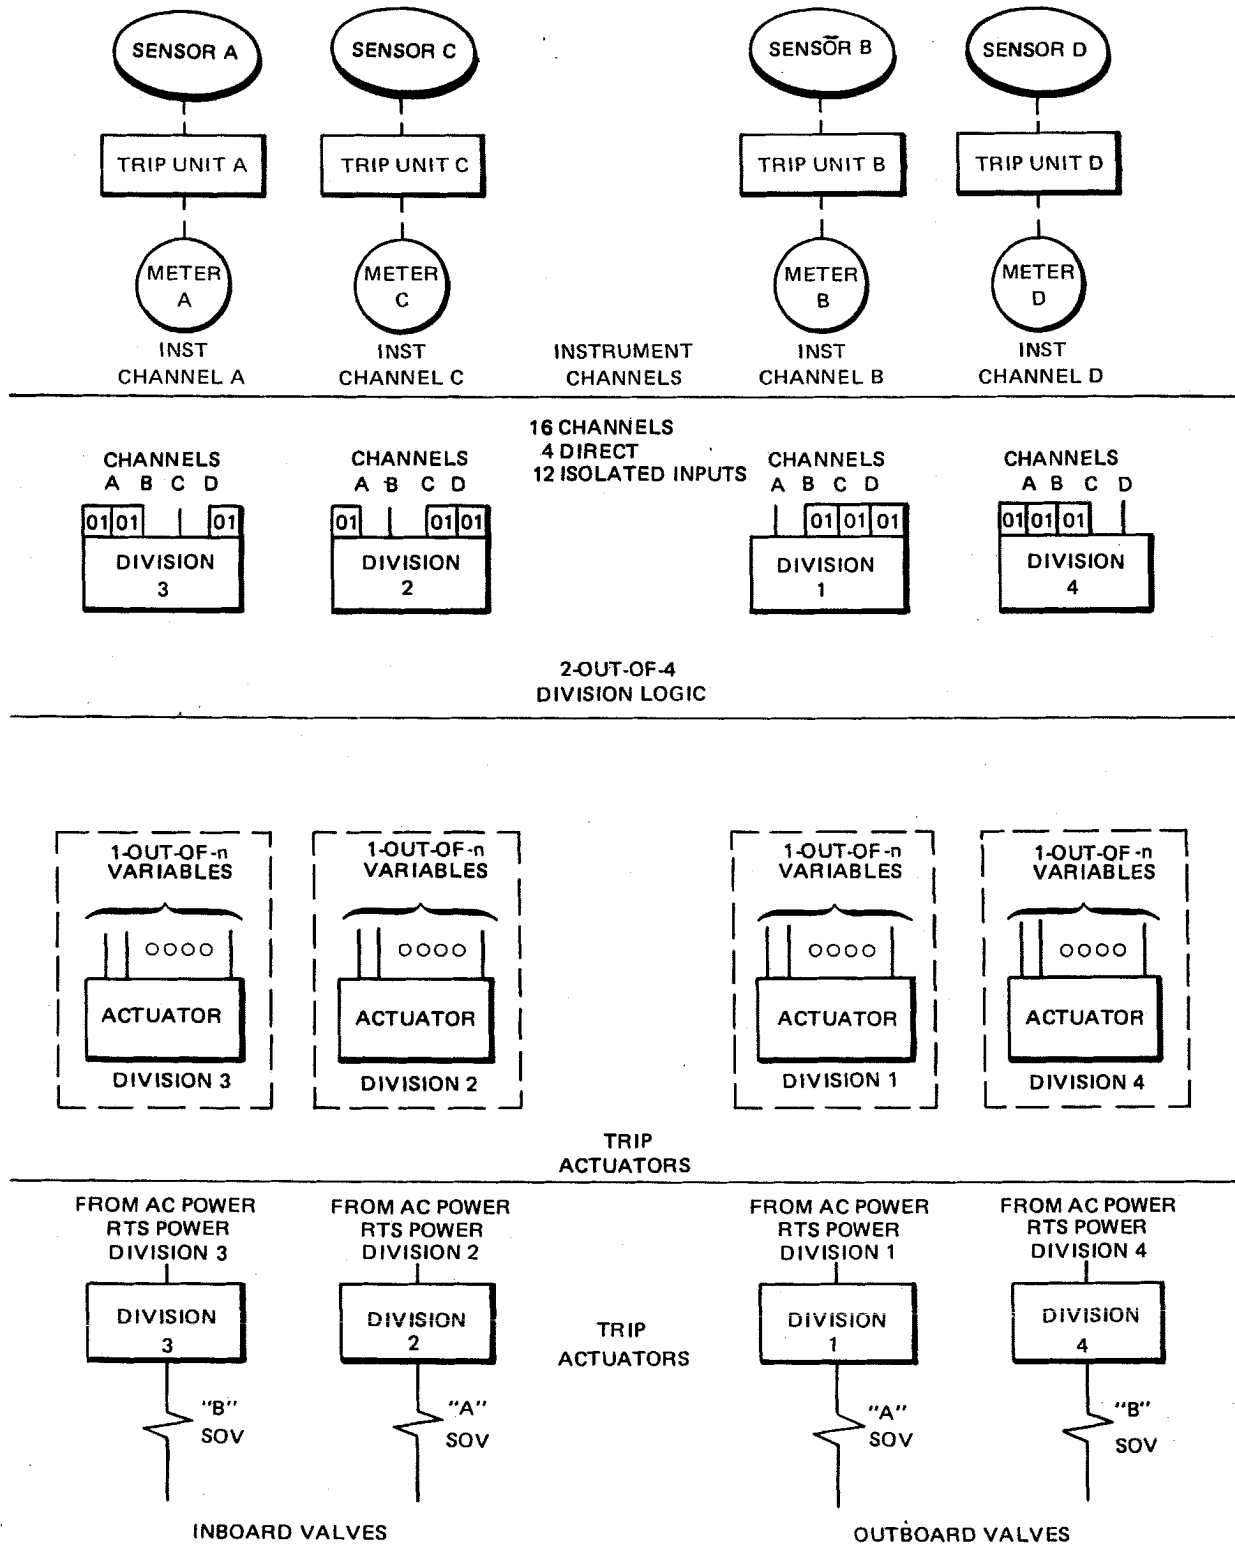 SENSOR A
SENSOR C
SENSOR B
SENSOR D
TRIP UNIT A
TRIP UNIT C
TRIP UNIT B
TRIP UNIT D
METER
A
METER
C
METER
B
METER
D
INST
CHANNEL A
INST
CHANNEL C
INSTRUMENT
CHANNELS
INST
CHANNEL B
INST
CHANNEL D
16 CHANNELS
4 DIRECT
12 ISOLATED INPUTS
CHANNELS
A B C D
01 01 01
DIVISION
3
CHANNELS
A B C D
01 01 01
DIVISION
2
CHANNELS
A B C D
01 01 01
DIVISION
1
CHANNELS
A B C D
01 01 01
DIVISION
4
2-OUT-OF-4
DIVISION LOGIC
1-OUT-OF-n
VARIABLES
ACTUATOR
DIVISION 3
1-OUT-OF-n
VARIABLES
ACTUATOR
DIVISION 2
1-OUT-OF-n
VARIABLES
ACTUATOR
DIVISION 1
1-OUT-OF-n
VARIABLES
ACTUATOR
DIVISION 4
TRIP
ACTUATORS
FROM AC POWER
RTS POWER
DIVISION 3
FROM AC POWER
RTS POWER
DIVISION 2
FROM AC POWER
RTS POWER
DIVISION 1
FROM AC POWER
RTS POWER
DIVISION 4
DIVISION
3
DIVISION
2
TRIP
ACTUATORS
DIVISION
1
DIVISION
4
"B"
SOV
"A"
SOV
"A"
SOV
"B"
SOV
INBOARD VALVES
OUTBOARD VALVES